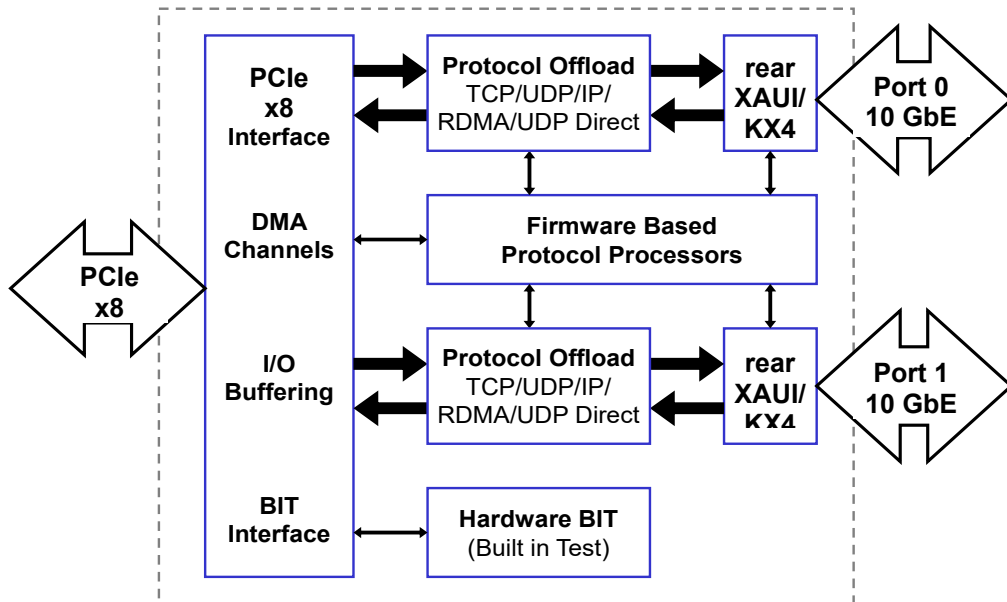 PCIe
x8
Interface
DMA
Channels
I/O
Buffering
BIT
Interface
Protocol Offload
TCP/UDP/IP/
RDMA/UDP Direct
rear
XAUI/
KX4
Port 0
10 GbE
Firmware Based
Protocol Processors
PCIe
x8
Protocol Offload
TCP/UDP/IP/
RDMA/UDP Direct
rear
XAUI/
KX4
Port 1
10 GbE
Hardware BIT
(Built in Test)